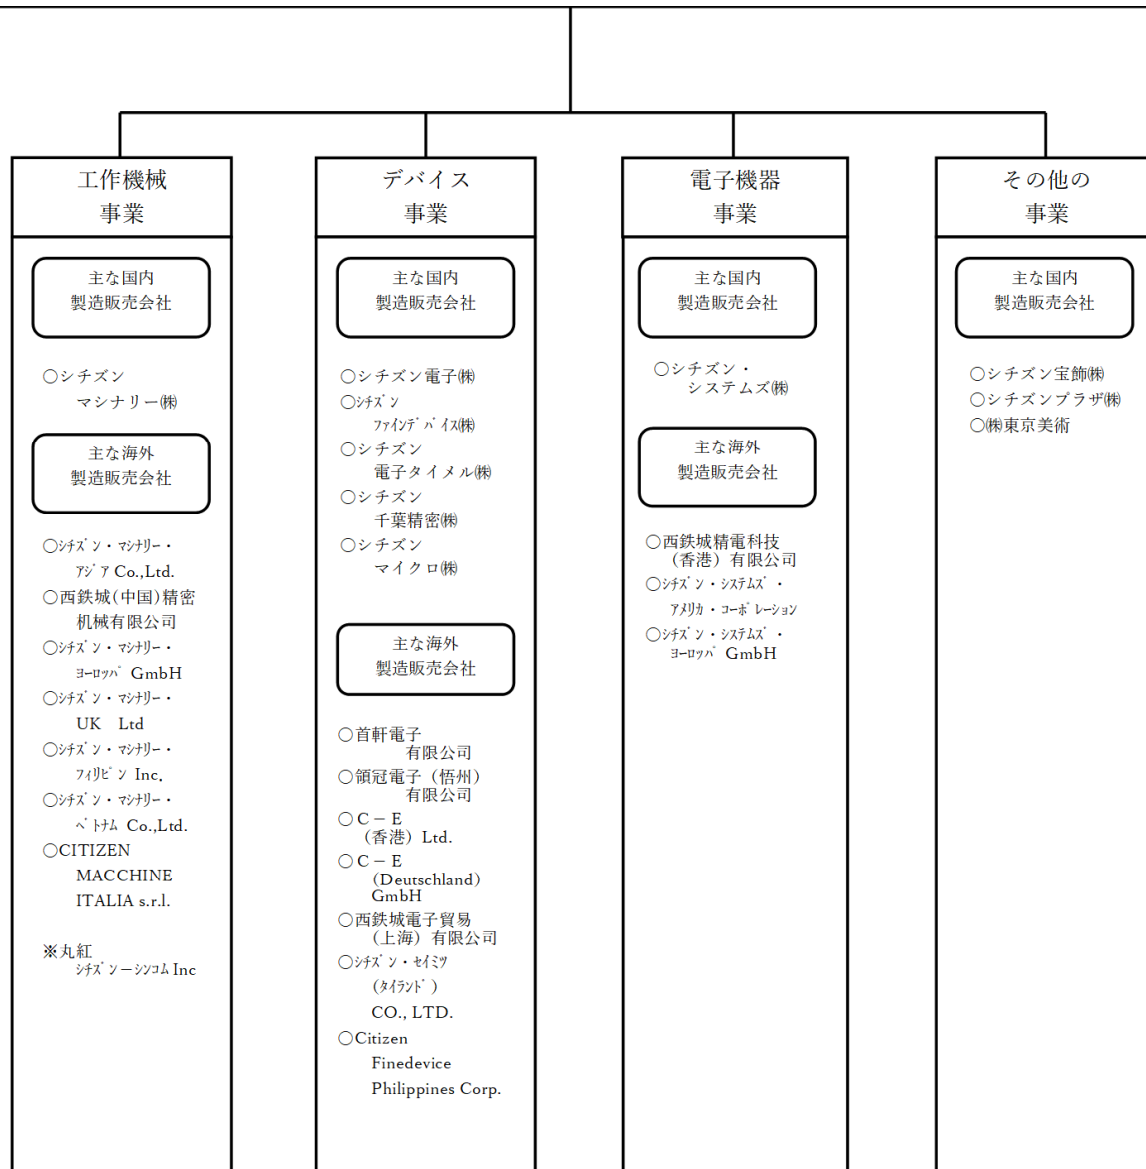 工作機械
事業
主な国内
製造販売会社
○シチズン
マシナリー㈱
主な海外
製造販売会社
○ｼﾁｽﾞﾝ・ﾏｼﾅﾘｰ・
ｱｼﾞｱ Co.,Ltd.
○西鉄城(中国)精密
机械有限公司
○ｼﾁｽﾞﾝ・ﾏｼﾅﾘｰ・
ﾖｰﾛｯﾊﾟ GmbH
○ｼﾁｽﾞﾝ・ﾏｼﾅﾘｰ・
UK Ltd
○ｼﾁｽﾞﾝ・ﾏｼﾅﾘｰ・
ﾌｨﾘﾋﾟﾝ Inc.
○ｼﾁｽﾞﾝ・ﾏｼﾅﾘｰ・
ﾍﾞﾄﾅﾑ Co.,Ltd.
○CITIZEN
MACCHINE
ITALIA s.r.l.
※丸紅
ｼﾁｽﾞﾝ－ｼﾝｺﾑ Inc
デバイス
事業
主な国内
製造販売会社
○シチズン電子㈱
○ｼﾁｽﾞﾝ
ﾌｧｲﾝﾃﾞﾊﾞｲｽ㈱
○シチズン
電子タイメル㈱
○シチズン
千葉精密㈱
○シチズン
マイクロ㈱
主な海外
製造販売会社
○首軒電子
有限公司
○領冠電子（悟州）
有限公司
○C－E
（香港）Ltd.
○C－E
（Deutschland）
GmbH
○西鉄城電子貿易
（上海）有限公司
○ｼﾁｽﾞﾝ・ｾｲﾐﾂ
（ﾀｲﾗﾝﾄﾞ）
CO., LTD.
○Citizen
Finedevice
Philippines Corp.
電子機器
事業
主な国内
製造販売会社
○シチズン・
システムズ㈱
主な海外
製造販売会社
○西鉄城精電科技
（香港）有限公司
○ｼﾁｽﾞﾝ・ｼｽﾃﾑｽﾞ・
ｱﾒﾘｶ・ｺｰﾎﾟﾚｰｼｮﾝ
○ｼﾁｽﾞﾝ・ｼｽﾃﾑｽﾞ・
ﾖｰﾛｯﾊﾟ GmbH
その他の
事業
主な国内
製造販売会社
○シチズン宝飾㈱
○シチズンプラザ㈱
○㈱東京美術